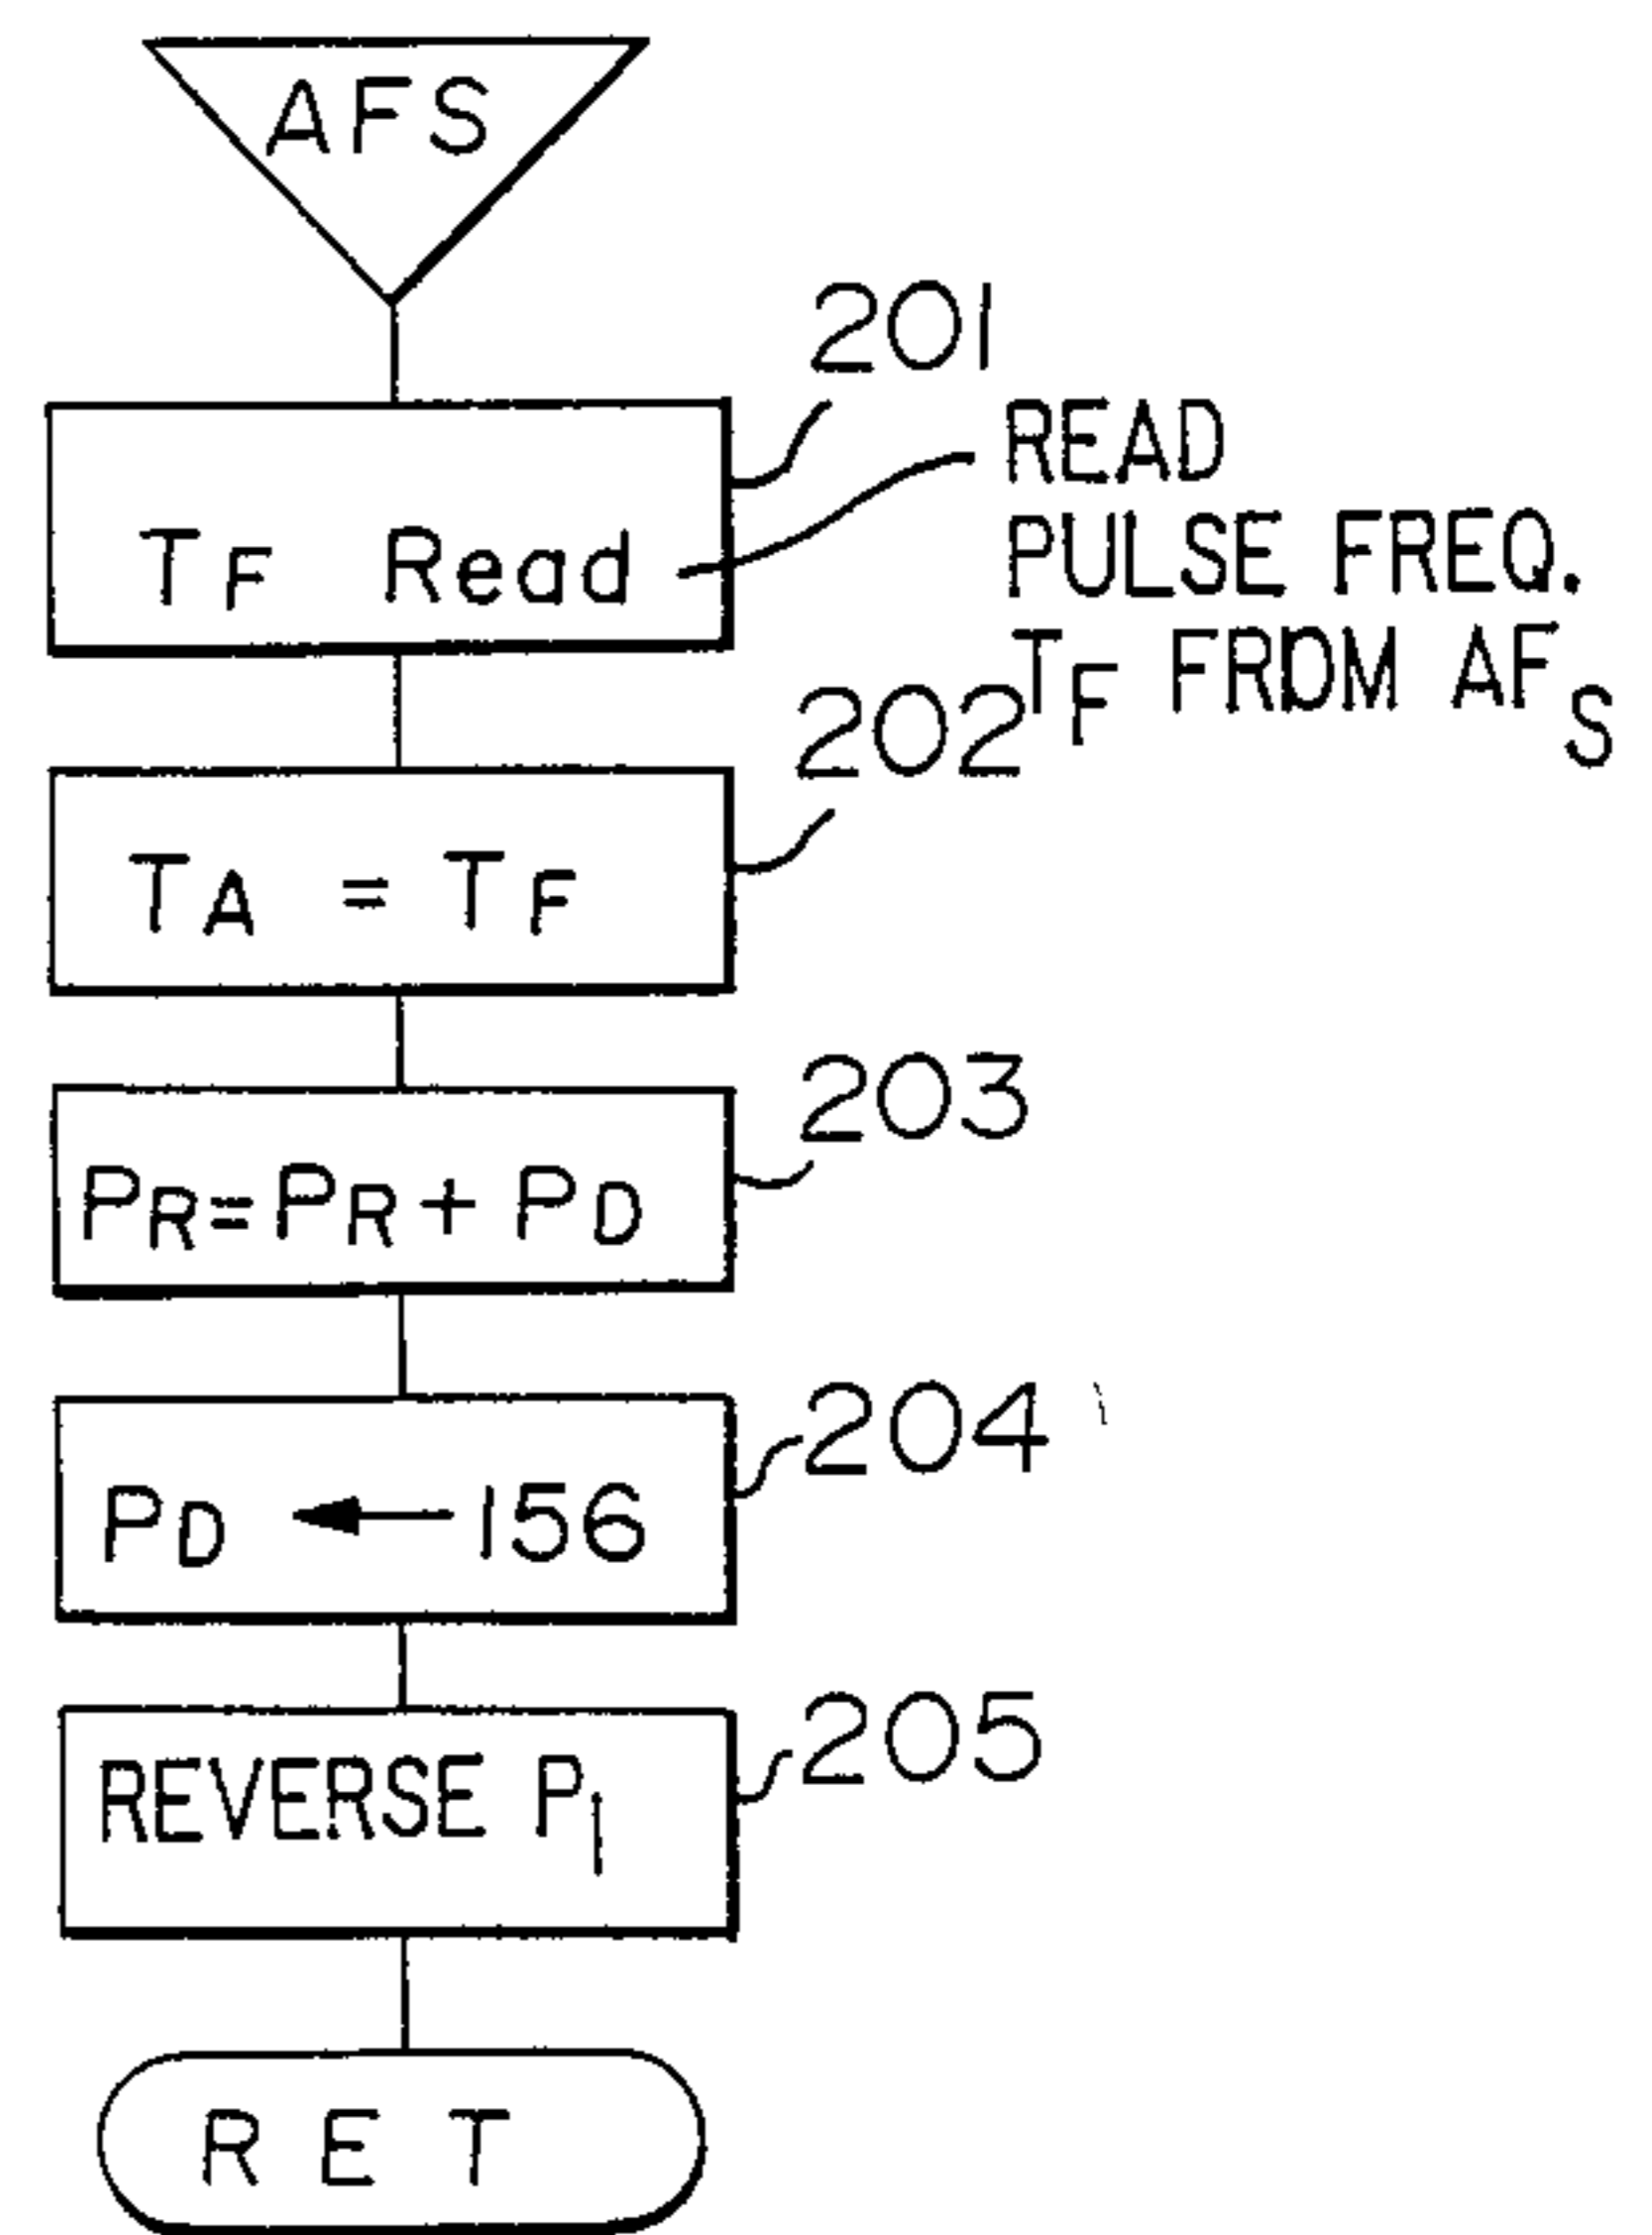 AFS
201
TF Read
READ
PULSE FREQ.
TF FROM AFS
202
TA = TF
203
PR = PR + PD
204
PD ← 156
205
REVERSE P1
RET